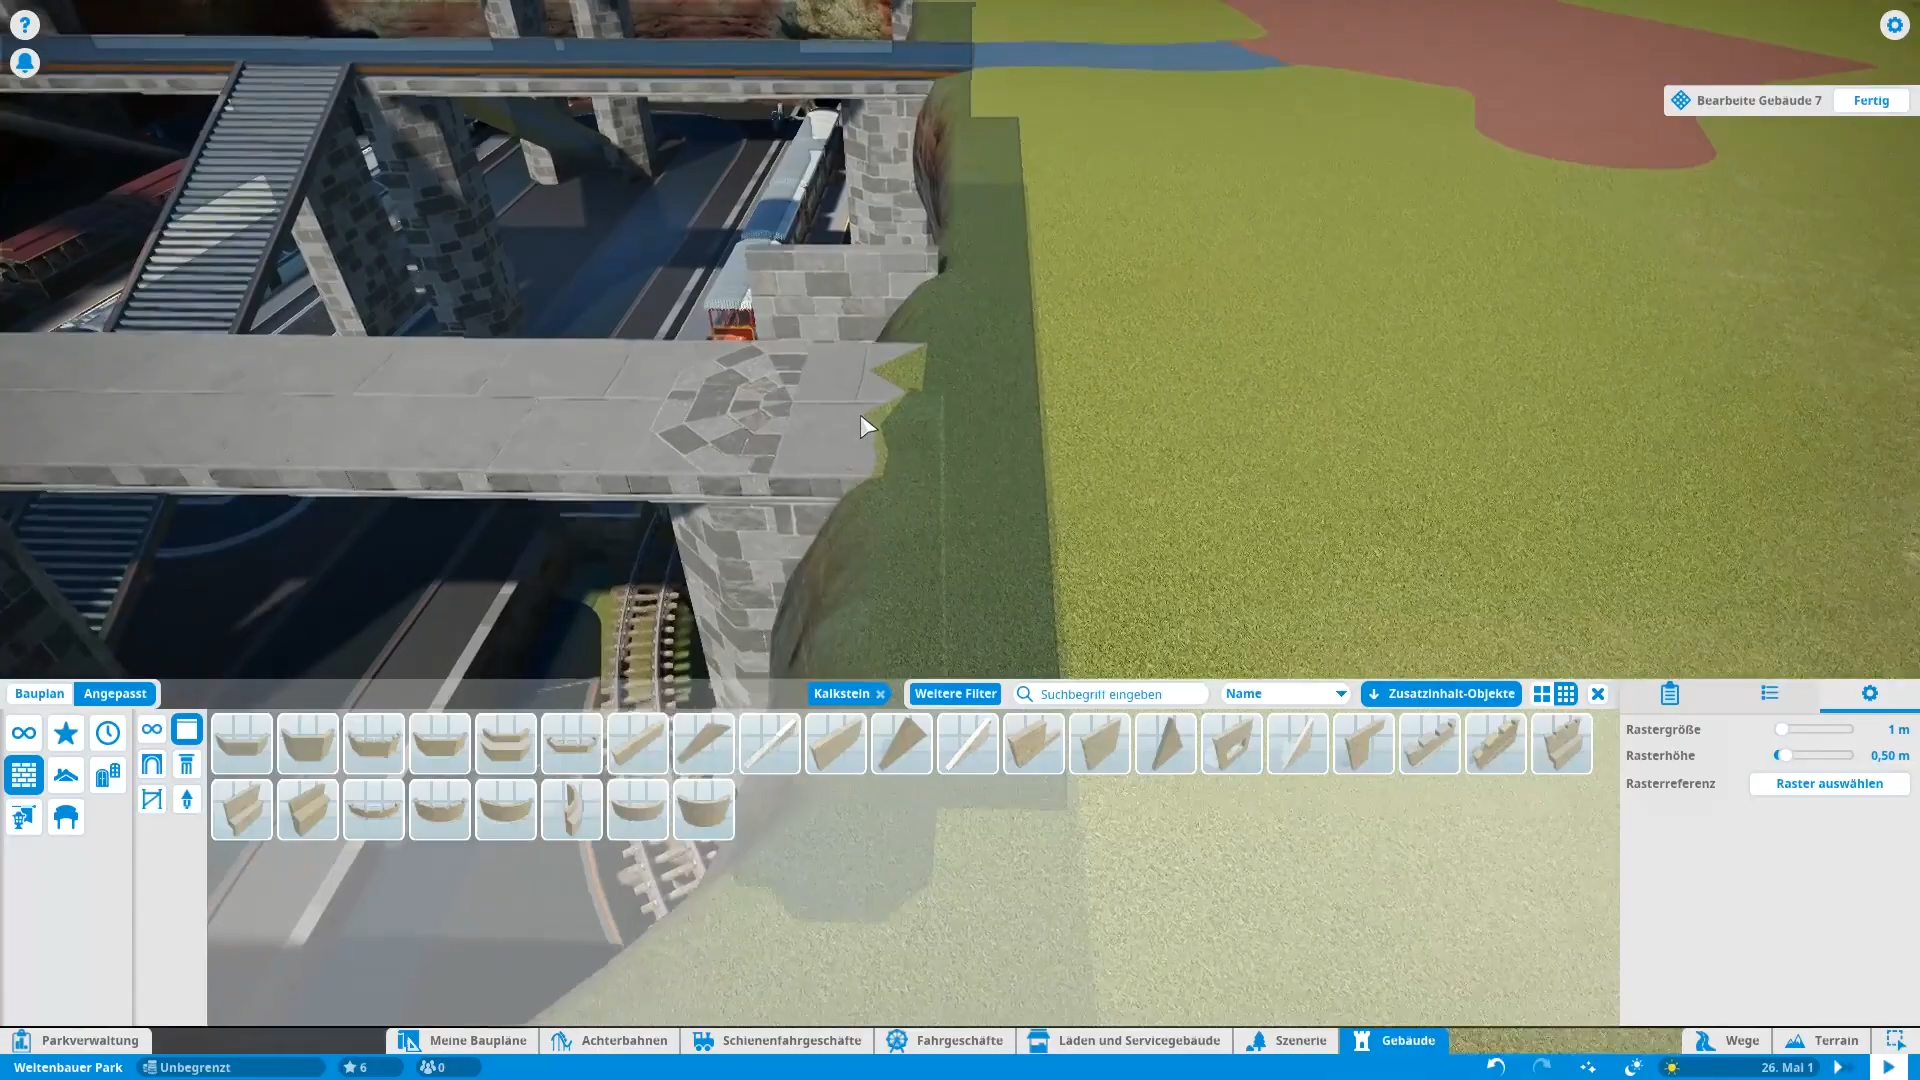 ?
Bearbeite Gebäude 7
Fertig
Bauplan
Angepasst
Kalkstein ×
Weitere Filter
Suchbegriff eingeben
Name
Zusatzinhalt-Objekte
Rastergröße
1 m
Rasterhöhe
0,50 m
Rasterreferenz
Raster auswählen
Parkverwaltung
Meine Baupläne
Achterbahnen
Schienenfahrgeschäfte
Fahrgeschäfte
Läden und Servicegebäude
Szenerie
Gebäude
Wege
Terrain
Weltenbauer Park
Unbegrenzt
6
0
26. Mai 1